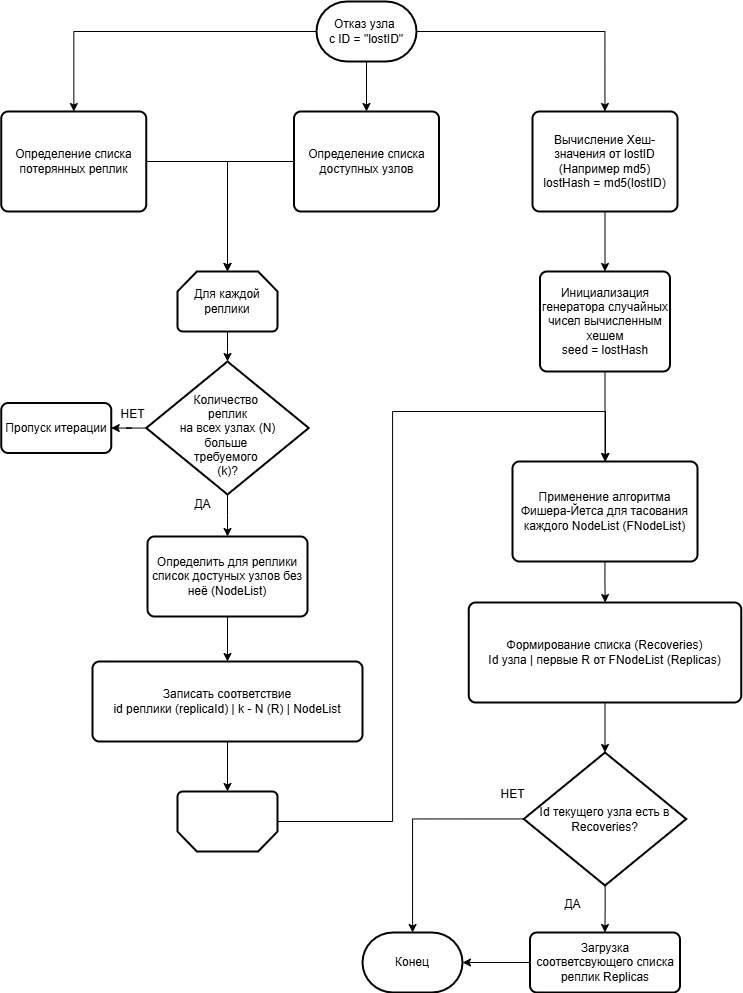 Отказ узла
с ID = "lostID"
Определение списка
потерянных реплик
Определение списка
доступных узлов
Вычисление Хеш-
значения от lostID
(Например md5)
lostHash = md5(lostID)
Для каждой
реплики
Инициализация
генератора случайных
чисел вычисленным
хешем
seed = lostHash
Количество
реплик
на всех узлах (N)
больше
требуемого
(k)?
НЕТ
Пропуск итерации
ДА
Применение алгоритма
Фишера-Йетса для тасования
каждого NodeList (FNodeList)
Определить для реплики
список достуных узлов без
неё (NodeList)
Формирование списка (Recoveries)
Id узла | первые R от FNodeList (Replicas)
Записать соответствие
id реплики (replicaId) | k - N (R) | NodeList
НЕТ
Id текущего узла есть в
Recoveries?
ДА
Конец
Загрузка
соответсвующего списка
реплик Replicas